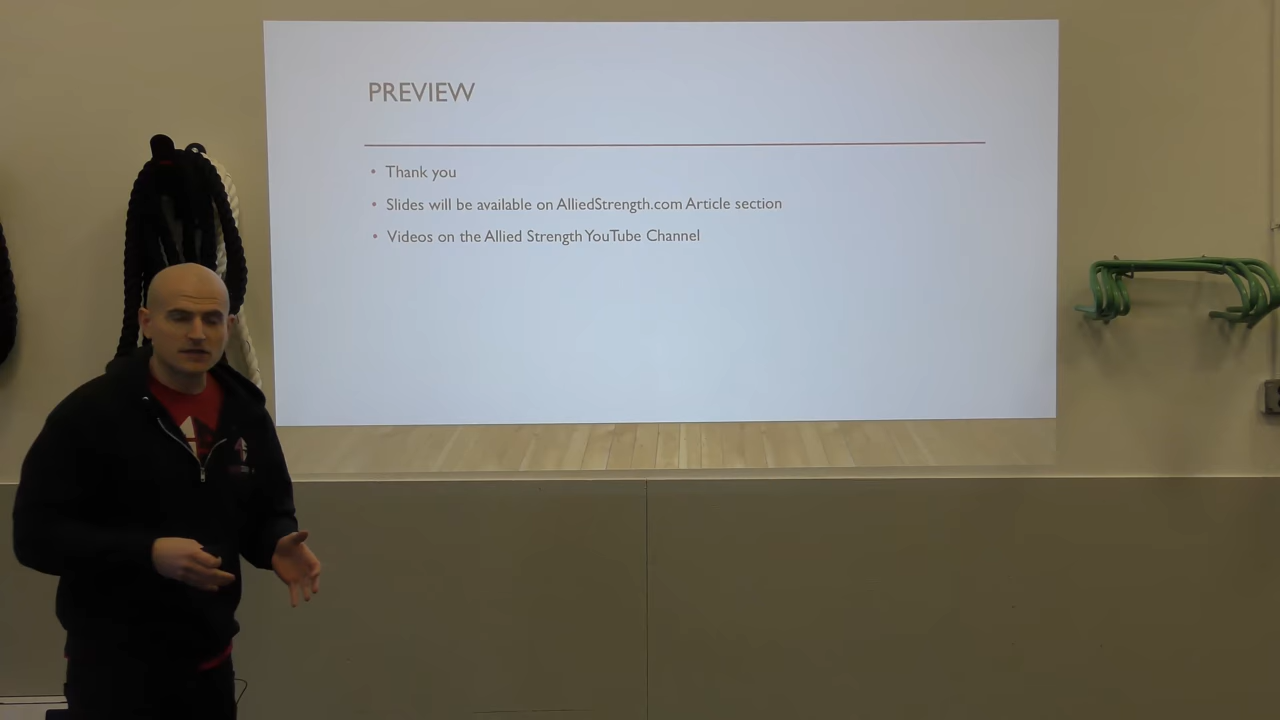 PREVIEW
• Thank you
• Slides will be available on AlliedStrength.com Article section
• Videos on the Allied Strength YouTube Channel